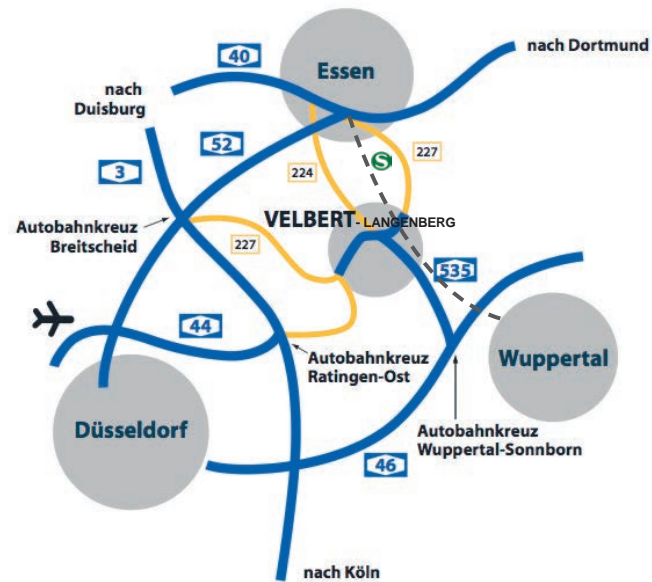 nach Dortmund
40
Essen
nach
Duisburg
52
3
227
S
224
VELBERT - LANGENBERG
Autobahnkreuz
Breitscheid
227
535
44
Autobahnkreuz
Ratingen-Ost
Wuppertal
Düsseldorf
Autobahnkreuz
Wuppertal-Sonnborn
46
nach Köln